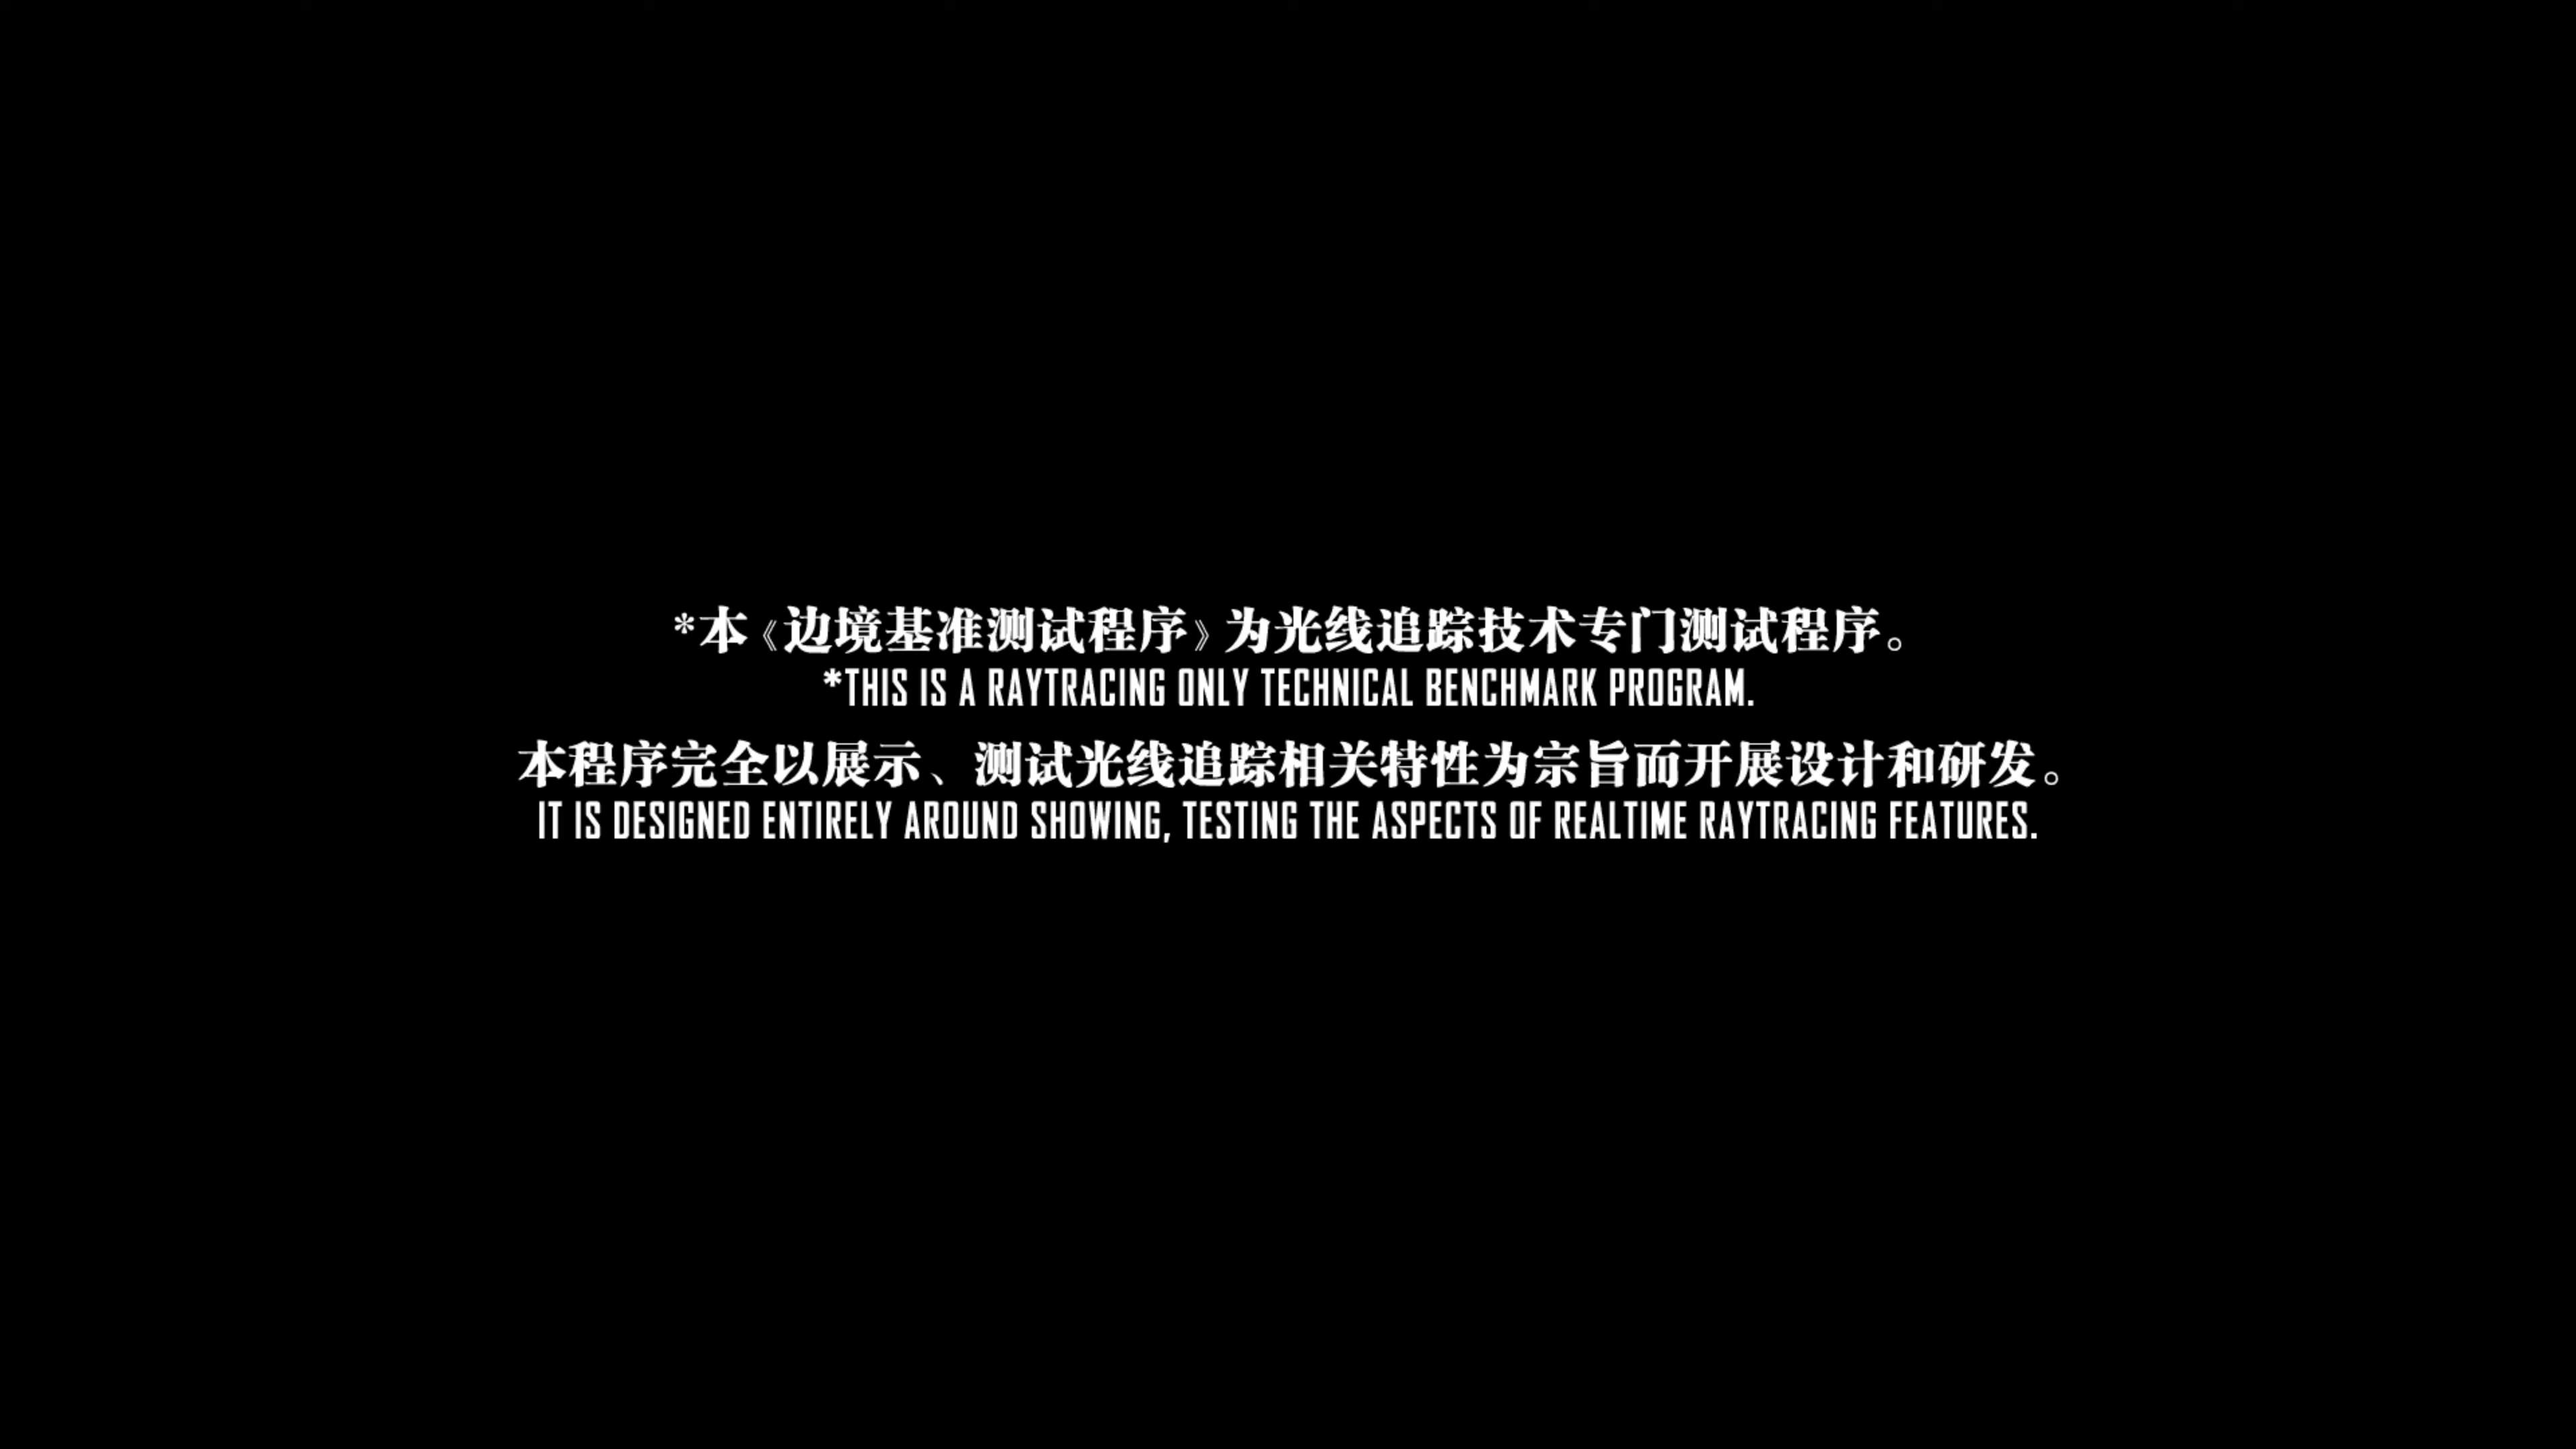 *本《边境基准测试程序》为光线追踪技术专门测试程序。
*THIS IS A RAYTRACING ONLY TECHNICAL BENCHMARK PROGRAM.
本程序完全以展示、测试光线追踪相关特性为宗旨而开展设计和研发。
IT IS DESIGNED ENTIRELY AROUND SHOWING, TESTING THE ASPECTS OF REALTIME RAYTRACING FEATURES.